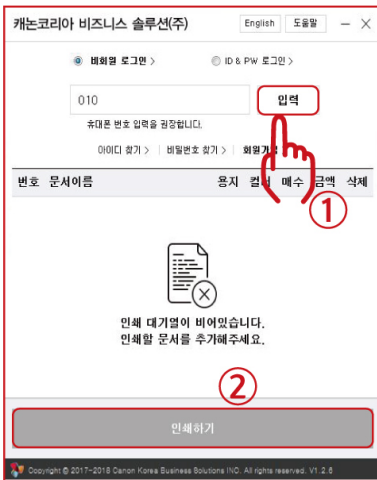 캐논코리아 비즈니스 솔루션(주) English 도움말
비회원 로그인 > ID & PW 로그인 >
010 입력
휴대폰 번호 입력을 권장합니다.
아이디 찾기 > 비밀번호 찾기 > 회원가
번호 문서이름 용지 컬러 매수 금액 삭제
①
인쇄 대기열이 비어있습니다.
인쇄할 문서를 추가해주세요.
②
인쇄하기
Copyright © 2017-2018 Canon Korea Business Solutions INC. All rights reserved. V1.2.6